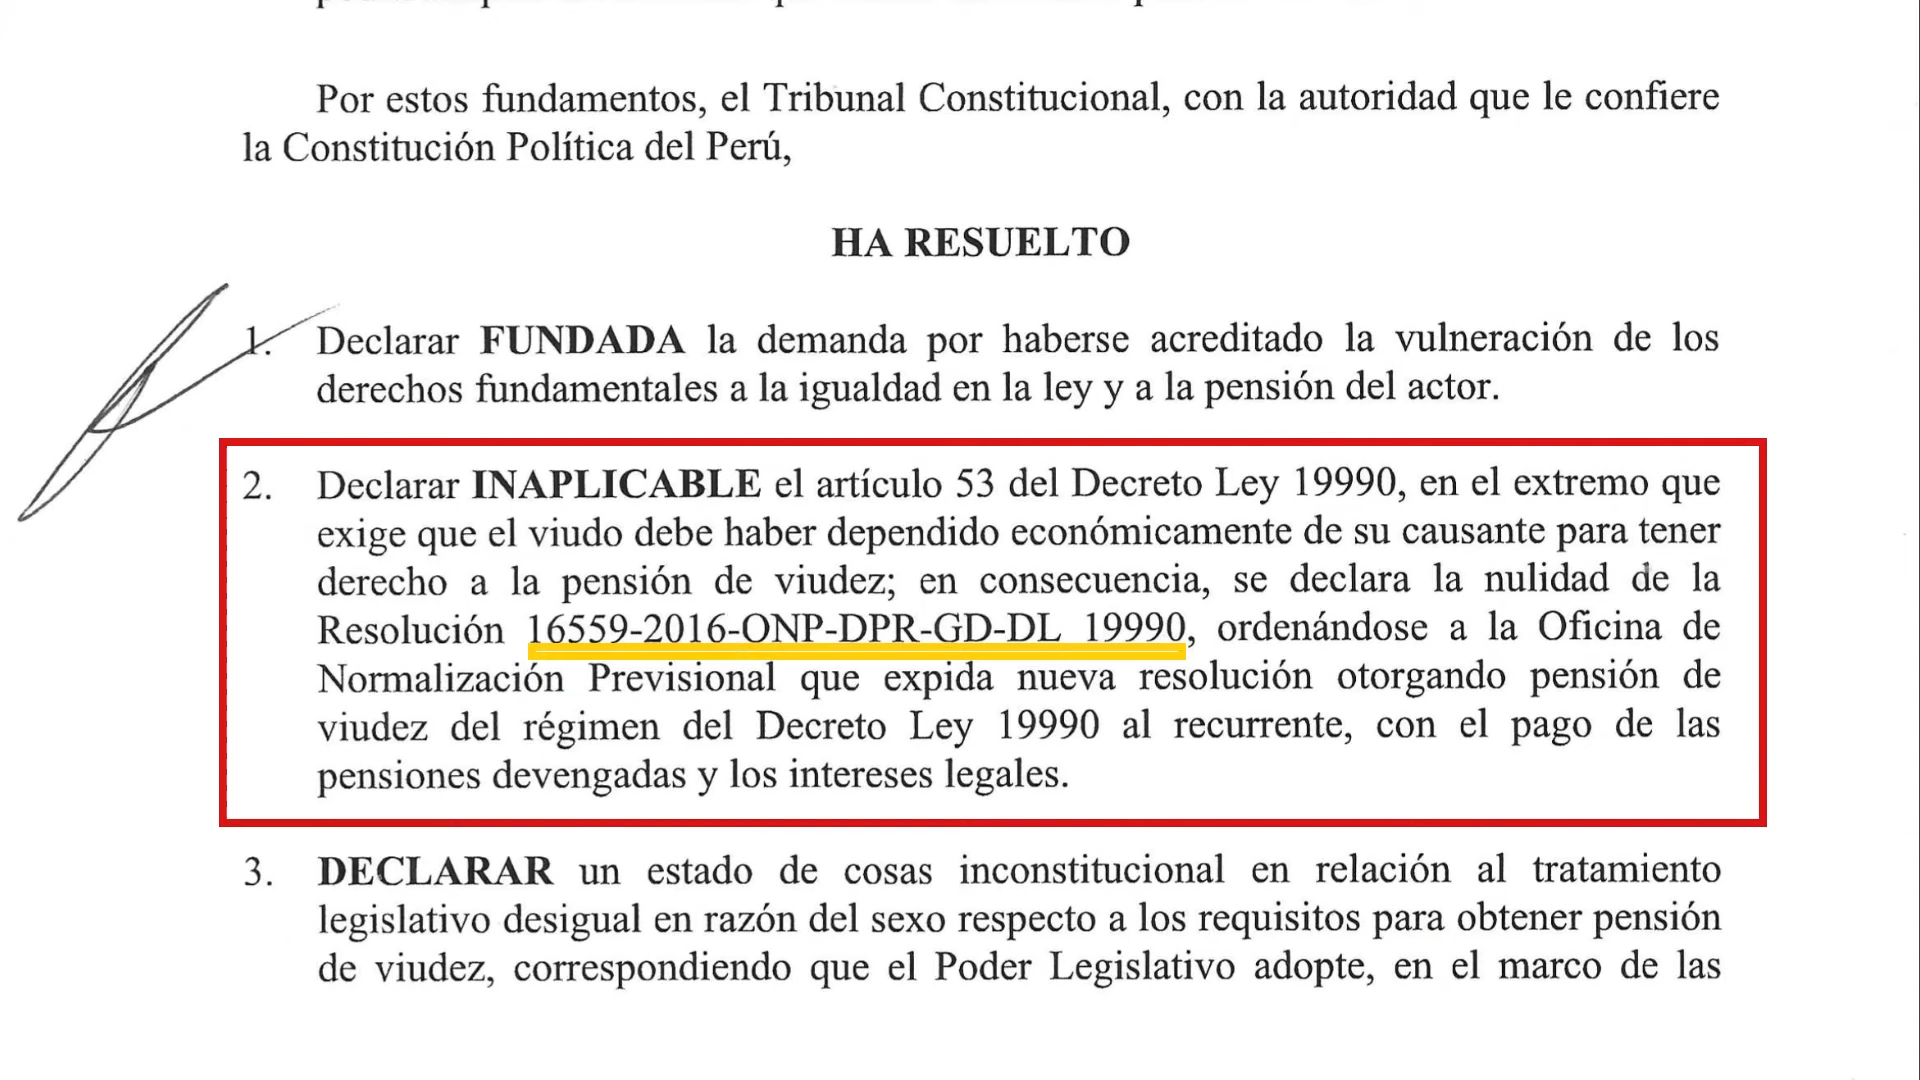 Por estos fundamentos, el Tribunal Constitucional, con la autoridad que le confiere
la Constitución Política del Perú,
HA RESUELTO
1. Declarar FUNDADA la demanda por haberse acreditado la vulneración de los
derechos fundamentales a la igualdad en la ley y a la pensión del actor.
2. Declarar INAPLICABLE el artículo 53 del Decreto Ley 19990, en el extremo que
exige que el viudo debe haber dependido económicamente de su causante para tener
derecho a la pensión de viudez; en consecuencia, se declara la nulidad de la
Resolución 16559-2016-ONP-DPR-GD-DL 19990, ordenándose a la Oficina de
Normalización Previsional que expida nueva resolución otorgando pensión de
viudez del régimen del Decreto Ley 19990 al recurrente, con el pago de las
pensiones devengadas y los intereses legales.
3. DECLARAR un estado de cosas inconstitucional en relación al tratamiento
legislativo desigual en razón del sexo respecto a los requisitos para obtener pensión
de viudez, correspondiendo que el Poder Legislativo adopte, en el marco de las